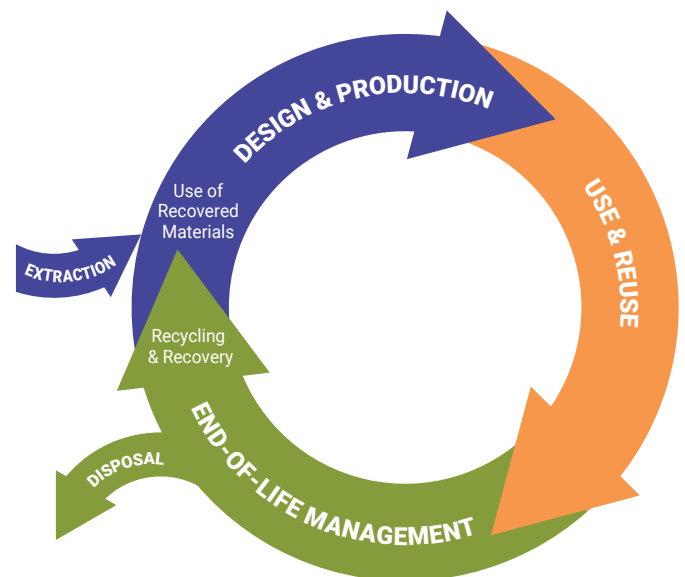 DESIGN & PRODUCTION
Use of
Recovered
Materials
EXTRACTION
USE & REUSE
Recycling
& Recovery
END-OF-LIFE MANAGEMENT
DISPOSAL